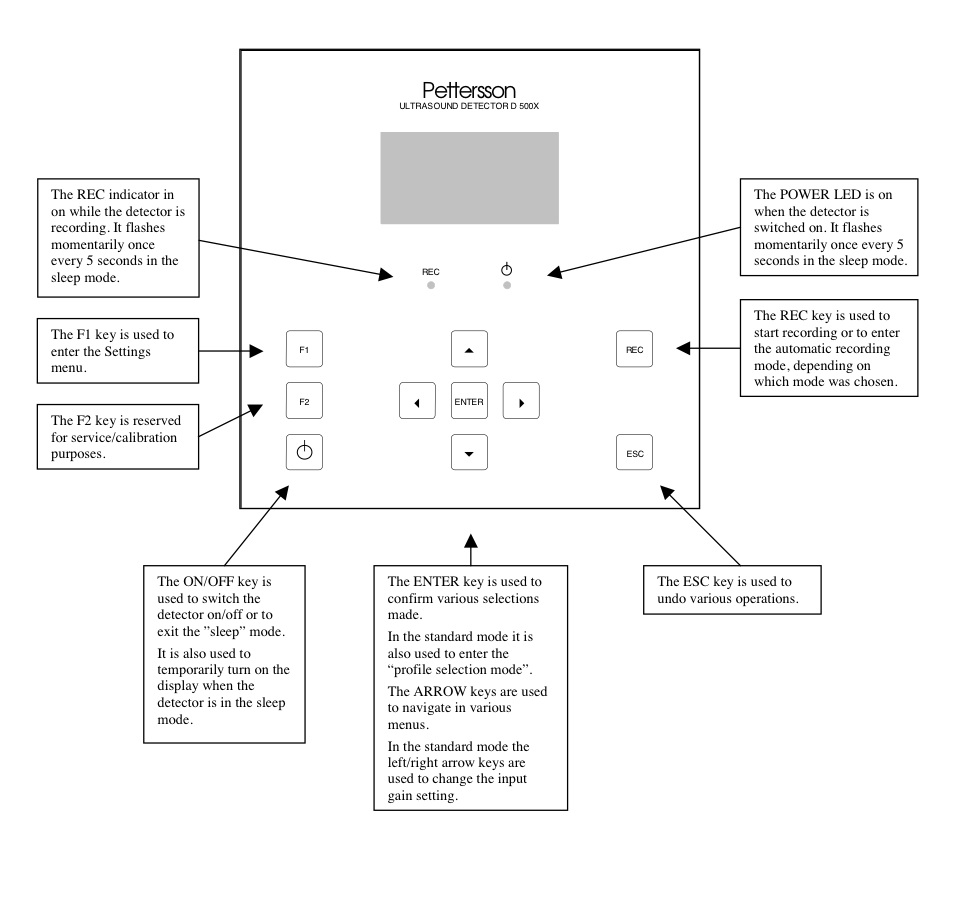 Pettersson
ULTRASOUND DETECTOR D 500X
The REC indicator in
on while the detector is
recording. It flashes
momentarily once
every 5 seconds in the
sleep mode.
The POWER LED is on
when the detector is
switched on. It flashes
momentarily once every 5
seconds in the sleep mode.
REC
The F1 key is used to
enter the Settings
menu.
The REC key is used to
start recording or to enter
the automatic recording
mode, depending on
which mode was chosen.
F1
REC
F2
ENTER
The F2 key is reserved
for service/calibration
purposes.
ESC
The ON/OFF key is
used to switch the
detector on/off or to
exit the ”sleep” mode.
It is also used to
temporarily turn on the
display when the
detector is in the sleep
mode.
The ENTER key is used to
confirm various selections
made.
In the standard mode it is
also used to enter the
“profile selection mode”.
The ARROW keys are used
to navigate in various
menus.
In the standard mode the
left/right arrow keys are
used to change the input
gain setting.
The ESC key is used to
undo various operations.